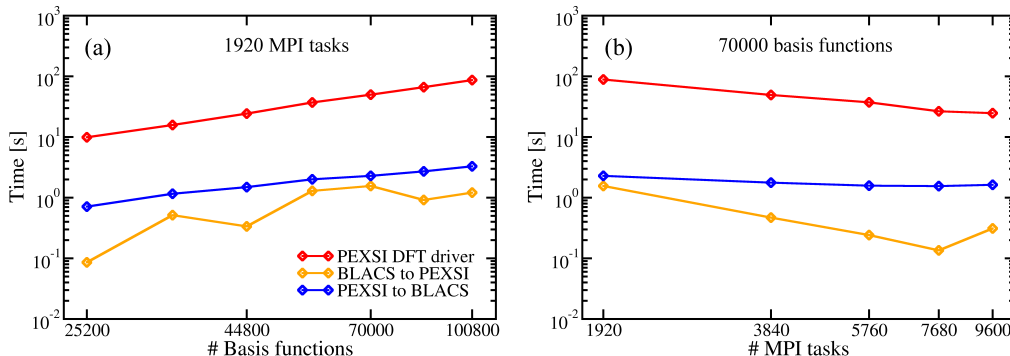 (a)
1920 MPI tasks
10^3
10^2
10^1
10^0
10^-1
10^-2
Time [s]
PEXSI DFT driver
BLACS to PEXSI
PEXSI to BLACS
25200 44800 70000 100800
# Basis functions
(b)
70000 basis functions
10^3
10^2
10^1
10^0
10^-1
10^-2
Time [s]
1920 3840 5760 7680 9600
# MPI tasks